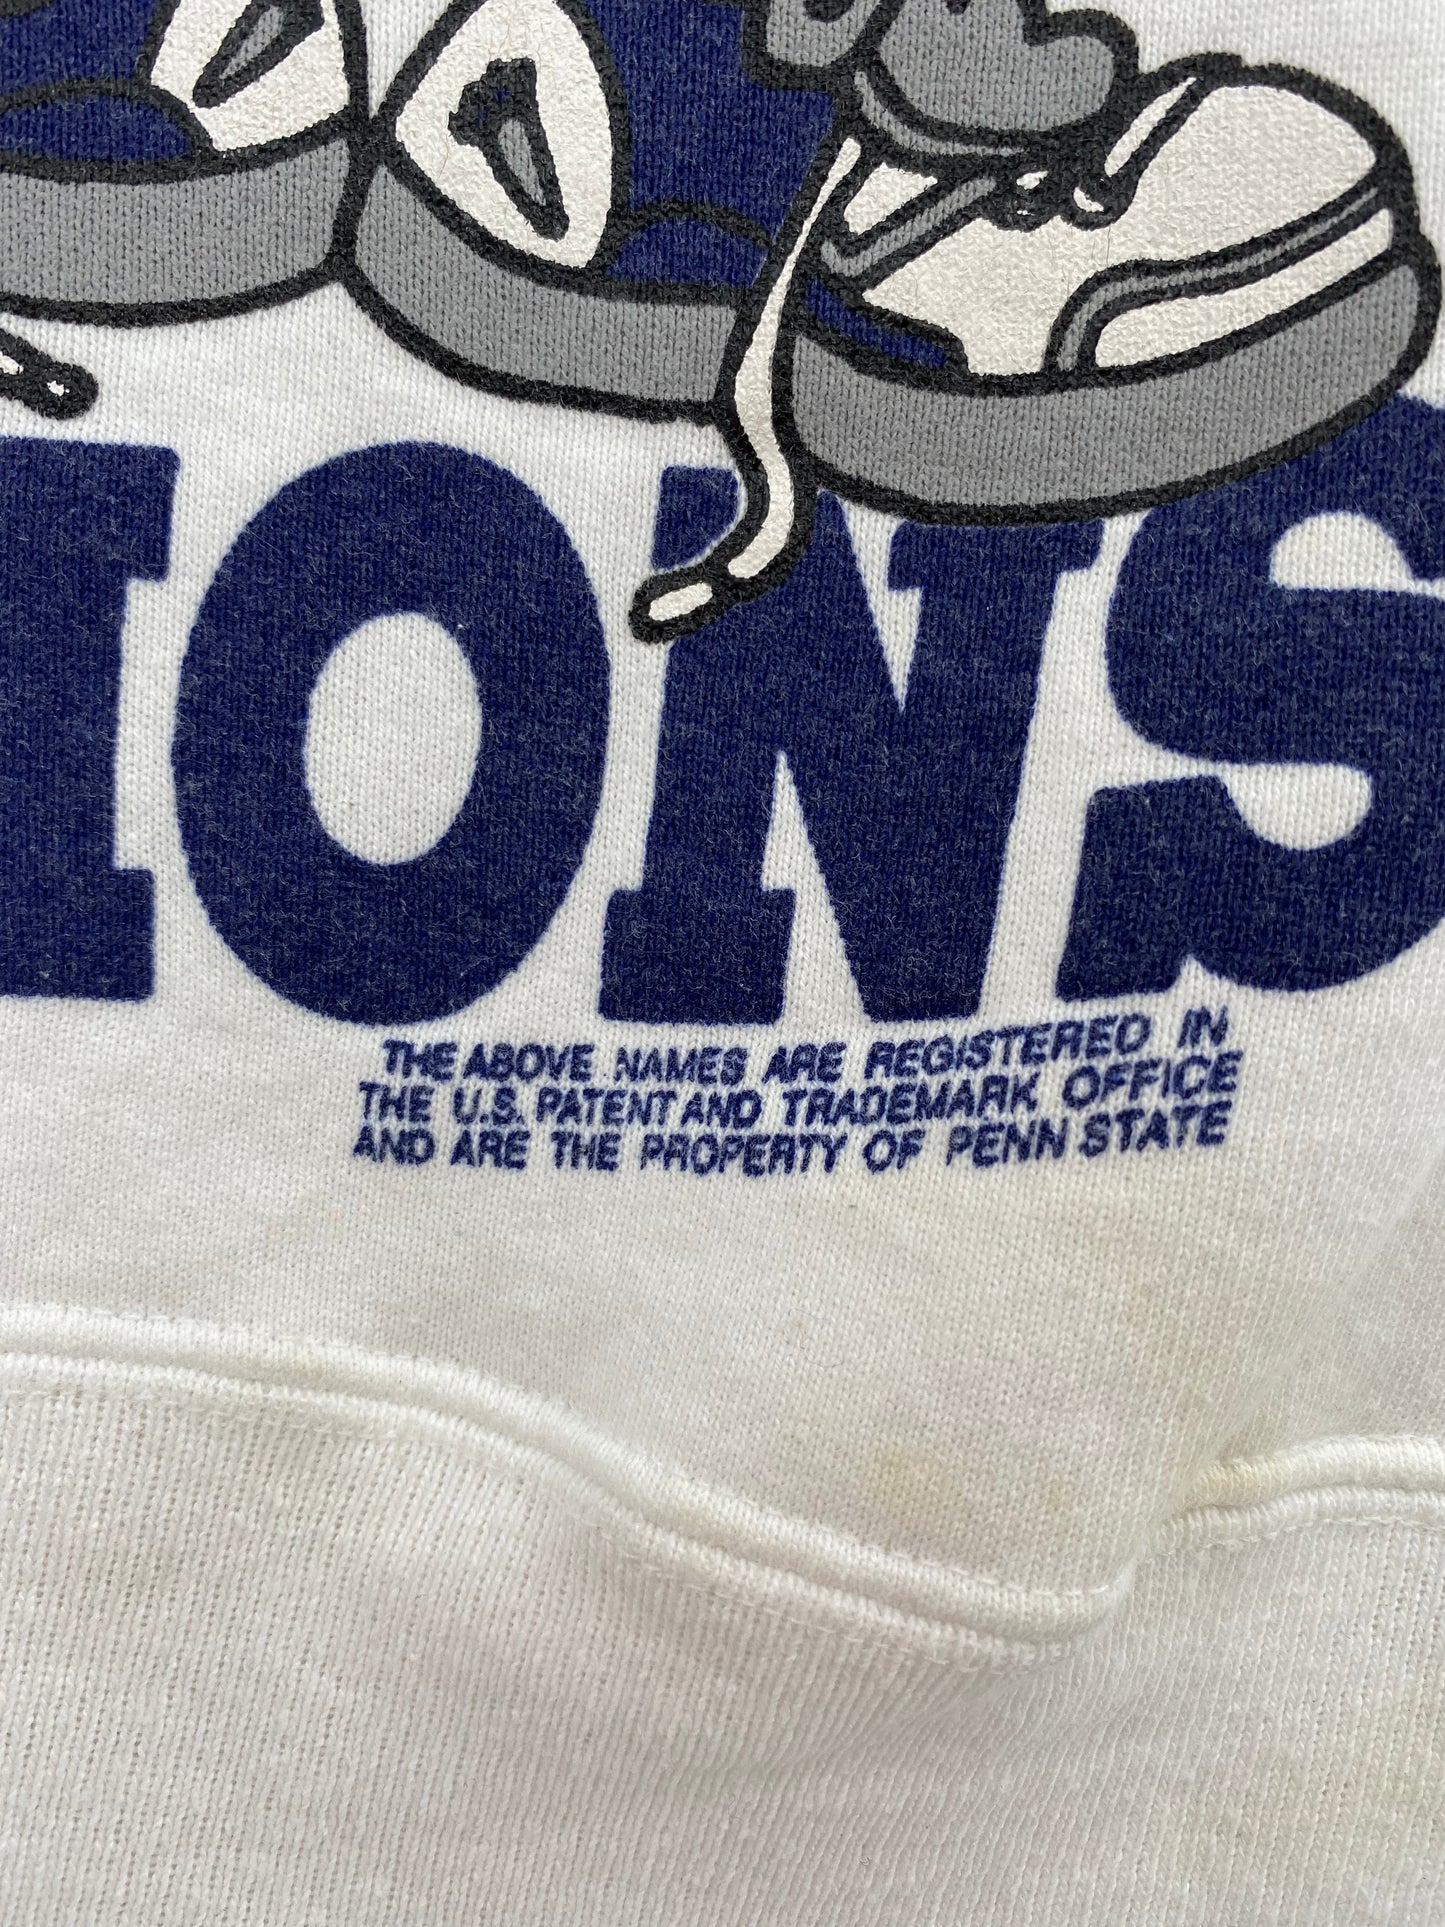 IONS
THE ABOVE NAMES ARE REGISTERED IN
THE U.S. PATENT AND TRADEMARK OFFICE
AND ARE THE PROPERTY OF PENN STATE